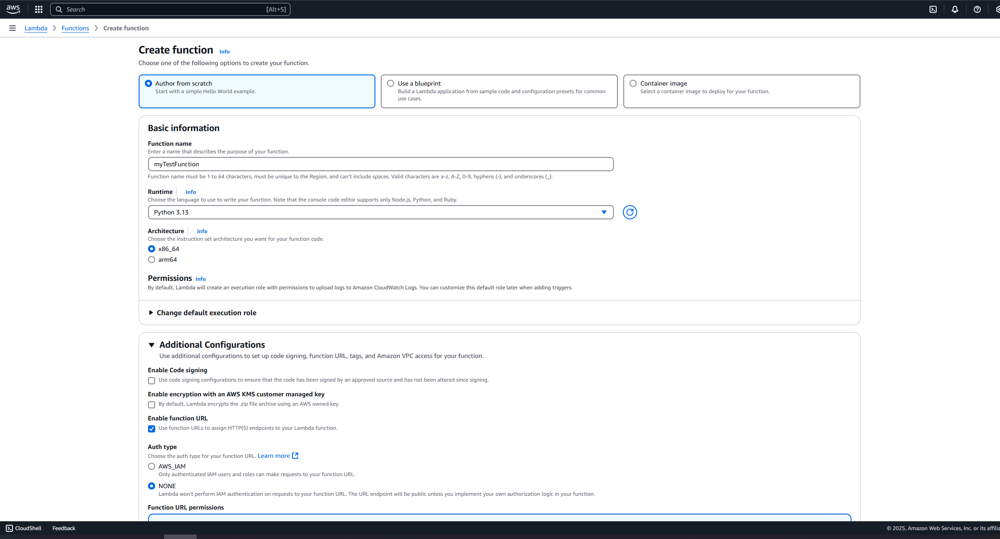 aws
Search [Alt+S]
Lambda > Functions > Create function
Create function Info
Choose one of the following options to create your function.
Author from scratch
Start with a simple Hello World example.
Use a blueprint
Build a Lambda application from sample code and configuration presets for common
use cases.
Container image
Select a container image to deploy for your function.
Basic information
Function name
Enter a name that describes the purpose of your function.
myTestFunction
Function name must be 1 to 64 characters, must be unique to the Region, and can't include spaces. Valid characters are a-z, A-Z, 0-9, hyphens (-), and underscores (_).
Runtime Info
Choose the language to use to write your function. Note that the console code editor supports only Node.js, Python, and Ruby.
Python 3.13
Architecture Info
Choose the instruction set architecture you want for your function code.
x86_64
arm64
Permissions Info
By default, Lambda will create an execution role with permissions to upload logs to Amazon CloudWatch Logs. You can customize this default role later when adding triggers.
Change default execution role
Additional Configurations
Use additional configurations to set up code signing, function URL, tags, and Amazon VPC access for your function.
Enable Code signing
Use code signing configurations to ensure that the code has been signed by an approved source and has not been altered since signing.
Enable encryption with an AWS KMS customer managed key
By default, Lambda encrypts the .zip file archive using an AWS owned key.
Enable function URL
Use function URLs to assign HTTP(S) endpoints to your Lambda function.
Auth type
Choose the auth type for your function URL. Learn more
AWS_IAM
Only authenticated IAM users and roles can make requests to your function URL.
NONE
Lambda won't perform IAM authentication on requests to your function URL. The URL endpoint will be public unless you implement your own authorization logic in your function.
Function URL permissions
CloudShell Feedback © 2025, Amazon Web Services, Inc. or its affilia